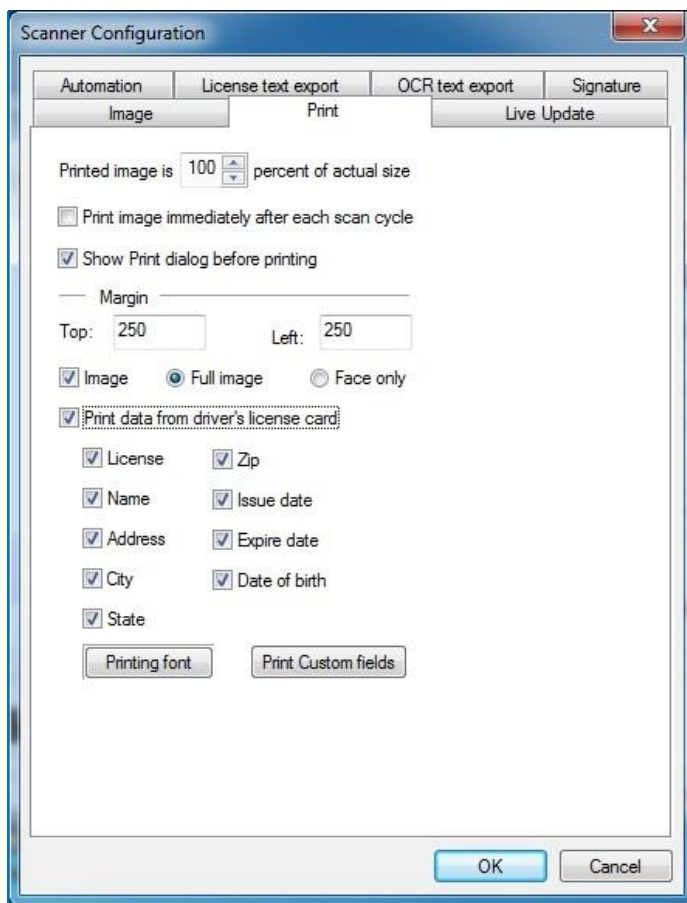 Scanner Configuration
Automation License text export OCR text export Signature
Image Print Live Update
Printed image is 100 percent of actual size
Print image immediately after each scan cycle
Show Print dialog before printing
Margin
Top: 250 Left: 250
Image Full image Face only
Print data from driver's license card
License Zip
Name Issue date
Address Expire date
City Date of birth
State
Printing font Print Custom fields
OK Cancel